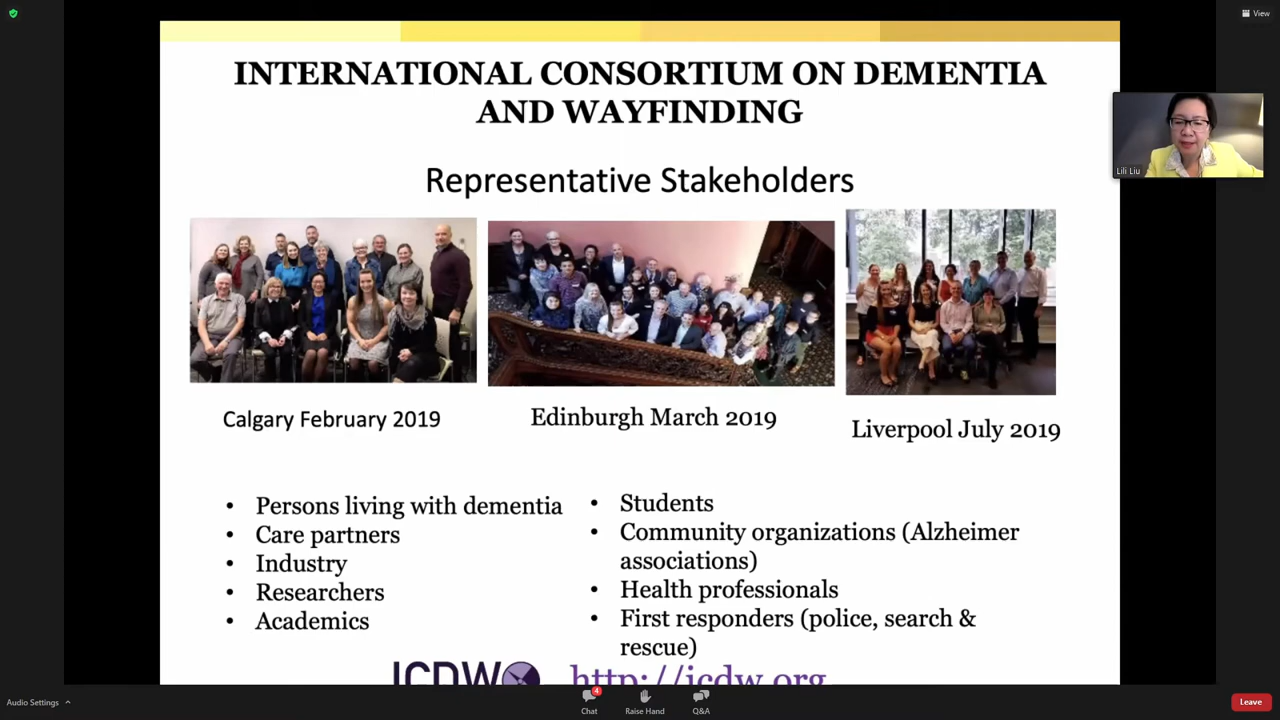 View
INTERNATIONAL CONSORTIUM ON DEMENTIA
AND WAYFINDING
Lili Liu
Representative Stakeholders
Calgary February 2019
Edinburgh March 2019
Liverpool July 2019
• Persons living with dementia
• Care partners
• Industry
• Researchers
• Academics
• Students
• Community organizations (Alzheimer
associations)
• Health professionals
• First responders (police, search &
rescue)
ICDW
http://icdw.org
Audio Settings
4
Chat
Raise Hand
Q&A
Leave